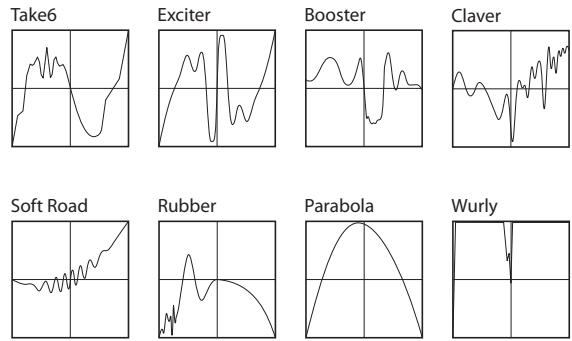 Take6
Exciter
Booster
Claver
Soft Road
Rubber
Parabola
Wurly